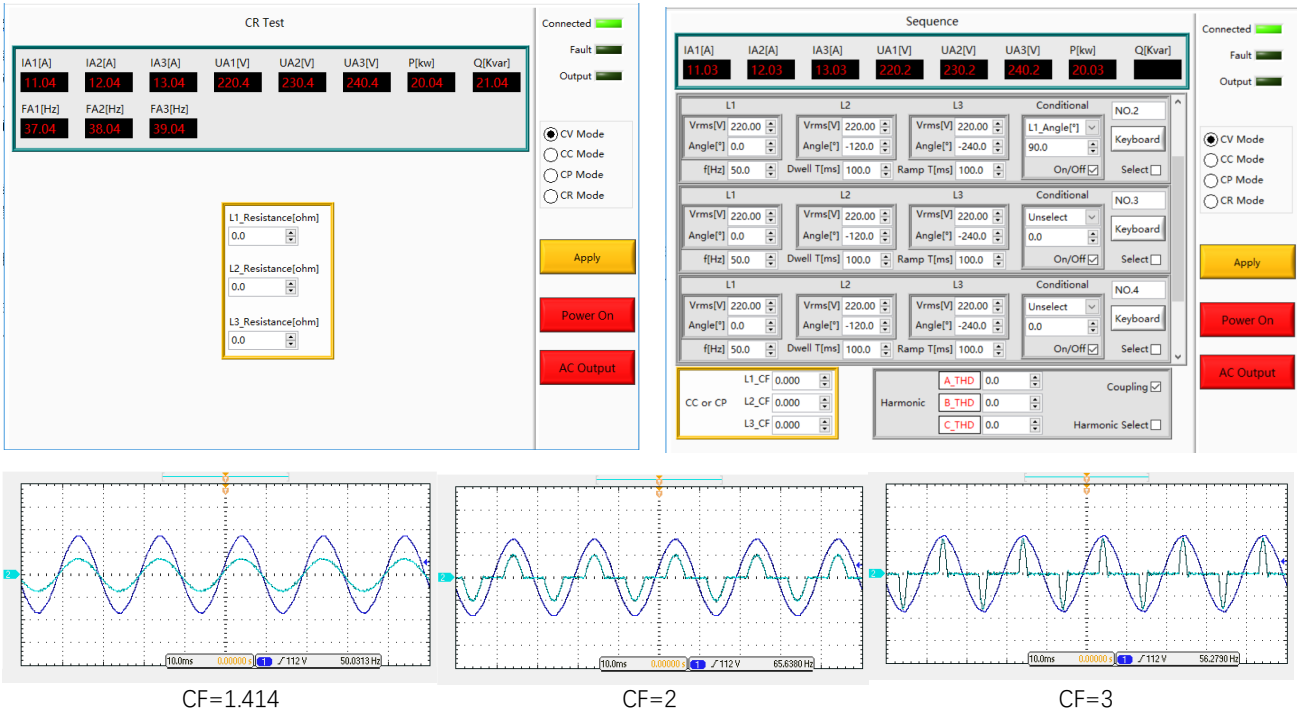 CR Test
IA1[A] IA2[A] IA3[A] UA1[V] UA2[V] UA3[V] P[kw] Q[Kvar]
11.04 12.04 13.04 220.4 230.4 240.4 20.04 21.04
FA1[Hz] FA2[Hz] FA3[Hz]
37.04 38.04 39.04
L1_Resistance[ohm]
0.0
L2_Resistance[ohm]
0.0
L3_Resistance[ohm]
0.0
Connected
Fault
Output
CV Mode
CC Mode
CP Mode
CR Mode
Apply
Power On
AC Output
Sequence
IA1[A] IA2[A] IA3[A] UA1[V] UA2[V] UA3[V] P[kw] Q[Kvar]
11.03 12.03 13.03 220.2 230.2 240.2 20.03
L1 L2 L3 Conditional NO.2
Vrms[V] 220.00 Vrms[V] 220.00 Vrms[V] 220.00 L1_Angle[°] Keyboard
Angle[°] 0.0 Angle[°] -120.0 Angle[°] -240.0 90.0
f[Hz] 50.0 Dwell T[ms] 100.0 Ramp T[ms] 100.0 On/Off Select
L1 L2 L3 Conditional NO.3
Vrms[V] 220.00 Vrms[V] 220.00 Vrms[V] 220.00 Unselect Keyboard
Angle[°] 0.0 Angle[°] -120.0 Angle[°] -240.0 0.0
f[Hz] 50.0 Dwell T[ms] 100.0 Ramp T[ms] 100.0 On/Off Select
L1 L2 L3 Conditional NO.4
Vrms[V] 220.00 Vrms[V] 220.00 Vrms[V] 220.00 Unselect Keyboard
Angle[°] 0.0 Angle[°] -120.0 Angle[°] -240.0 0.0
f[Hz] 50.0 Dwell T[ms] 100.0 Ramp T[ms] 100.0 On/Off Select
L1_CF 0.000
CC or CP L2_CF 0.000
L3_CF 0.000
A_THD 0.0 Coupling
Harmonic B_THD 0.0
C_THD 0.0 Harmonic Select
Connected
Fault
Output
CV Mode
CC Mode
CP Mode
CR Mode
Apply
Power On
AC Output
2
10.0ms 0.00000 s 1 112 V 50.0313 Hz
CF=1.414
2
10.0ms 0.00000 s 1 112 V 65.6380 Hz
CF=2
2
10.0ms 0.00000 s 1 112 V 56.2790 Hz
CF=3